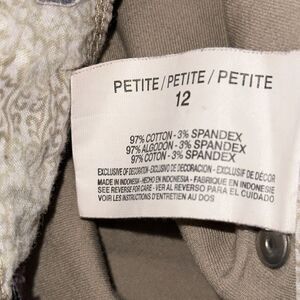 PETITE / PETITE / PETITE
12
97% COTTON - 3% SPANDEX
97% ALGODON - 3% SPANDEX
97% COTON - 3% SPANDEX
EXCLUSIVE OF DECORATION - EXCLUSIVO DE DECORACION - EXCLUSIF DE DÉCOR
MADE IN INDONESIA - HECHO EN INDONESIA - FABRIQUE EN INDONESIE
SEE REVERSE FOR CARE - VER AL REVERSO PARA EL CUIDADO
VOIR LES INSTRUCTIONS D'ENTRETIEN AU DOS